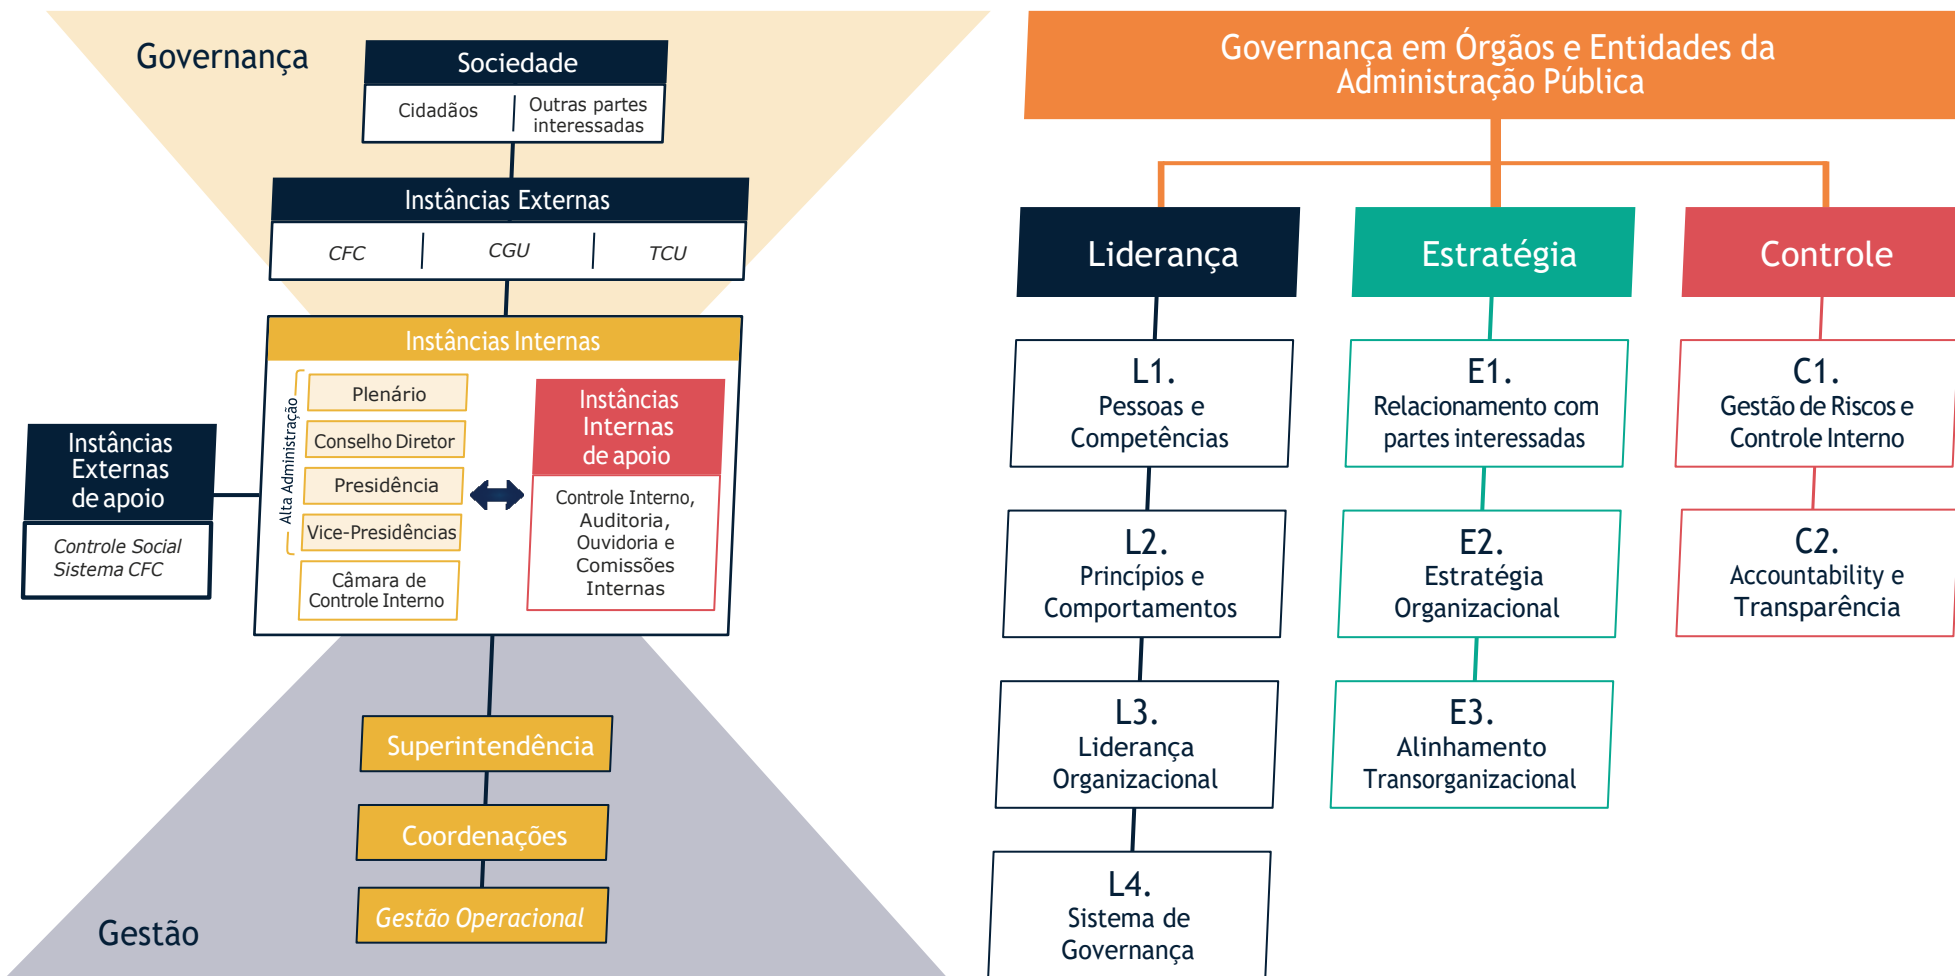 Governança
Sociedade
Cidadãos
Outras partes
interessadas
Instâncias Externas
CFC
CGU
TCU
Instâncias Internas
Alta Administração
Plenário
Conselho Diretor
Presidência
Vice-Presidências
Câmara de
Controle Interno
Instâncias
Internas
de apoio
Controle Interno,
Auditoria,
Ouvidoria e
Comissões
Internas
Instâncias
Externas
de apoio
Controle Social
Sistema CFC
Superintendência
Coordenações
Gestão Operacional
Gestão
Governança em Órgãos e Entidades da
Administração Pública
Liderança
L1.
Pessoas e
Competências
L2.
Princípios e
Comportamentos
L3.
Liderança
Organizacional
L4.
Sistema de
Governança
Estratégia
E1.
Relacionamento com
partes interessadas
E2.
Estratégia
Organizacional
E3.
Alinhamento
Transorganizacional
Controle
C1.
Gestão de Riscos e
Controle Interno
C2.
Accountability e
Transparência